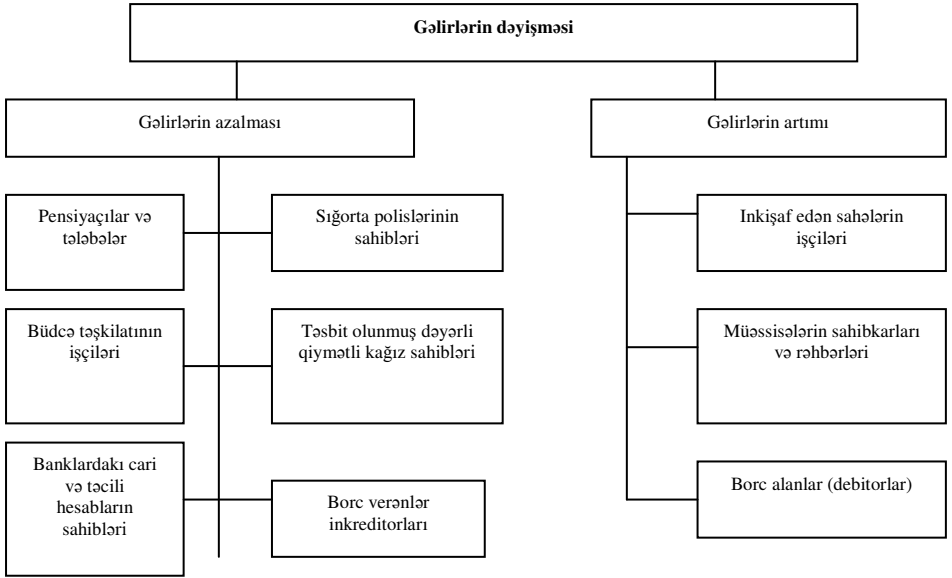 Gəlirlərin dəyişməsi
Gəlirlərin azalması
Gəlirlərin artımı
Pensiyaçılar və
tələbələr
Sığorta polislərinin
sahibləri
Inkişaf edən sahələrin
işçiləri
Büdcə təşkilatının
işçiləri
Təsbit olunmuş dəyərli
qiymətli kağız sahibləri
Müəssisələrin sahibkarları
və rəhbərləri
Banklardakı cari
və təcili
hesabların
sahibləri
Borc verənlər
inkreditorları
Borc alanlar (debitorlar)